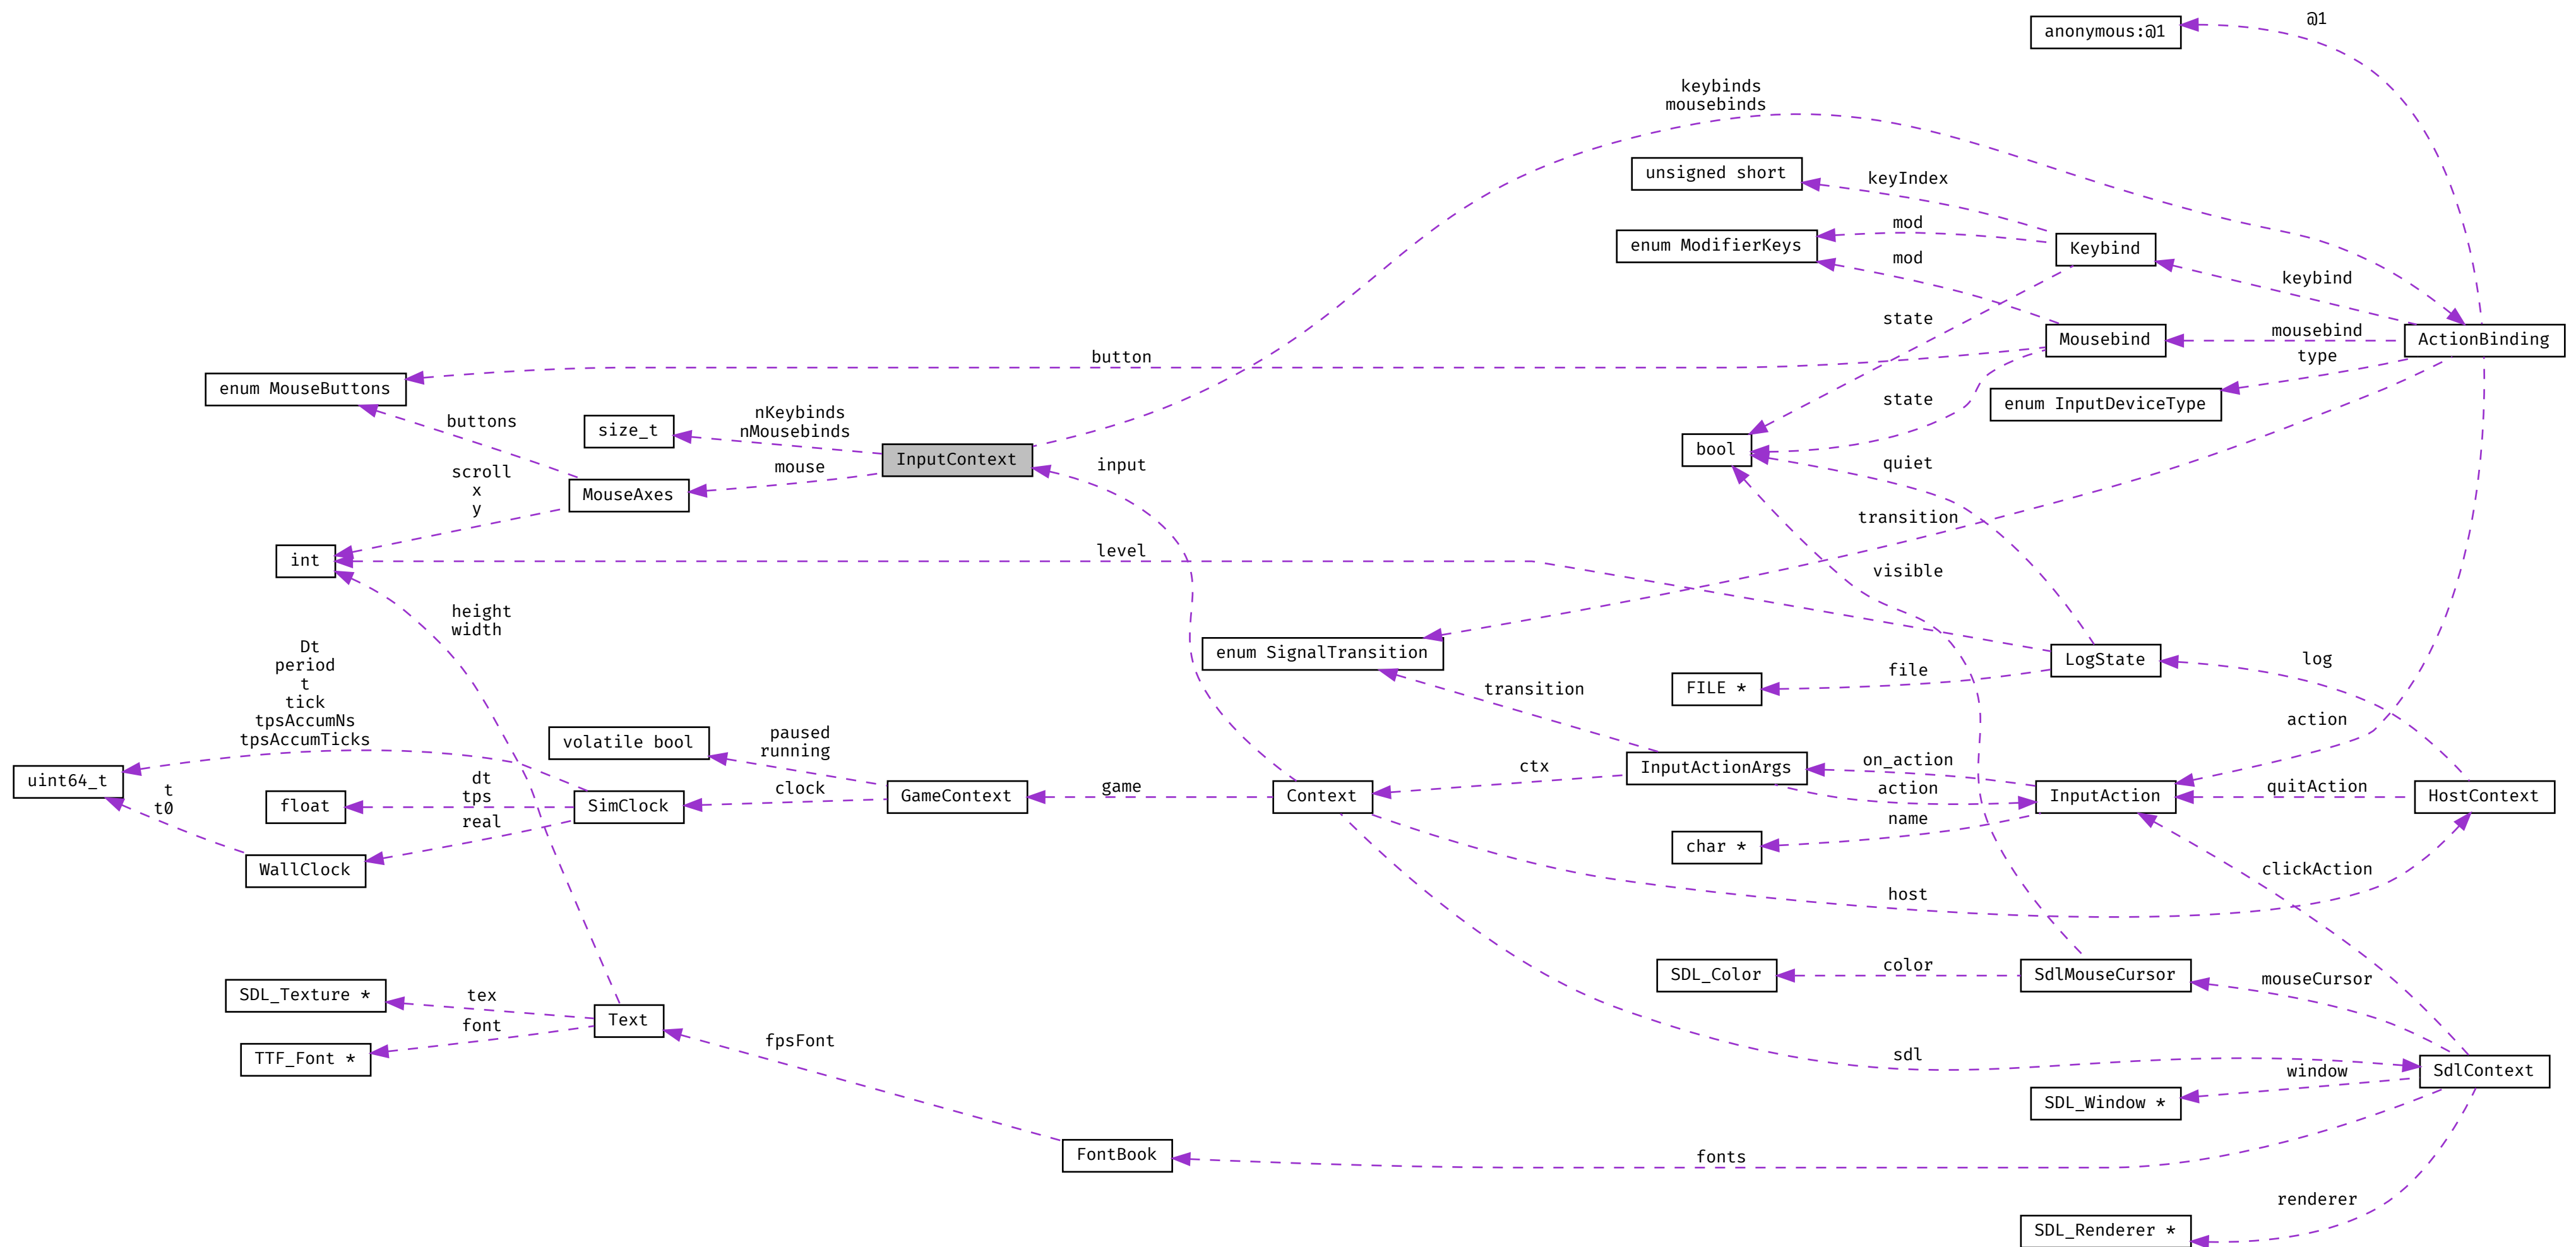 @1
anonymous:@1
keybinds
mousebinds
unsigned short
keyIndex
mod
enum ModifierKeys
Keybind
mod
keybind
state
mousebind
Mousebind
ActionBinding
button
type
enum MouseButtons
state
enum InputDeviceType
nKeybinds
buttons
size_t
nMousebinds
bool
InputContext
mouse
input
quiet
scroll
x
y
MouseAxes
transition
level
int
visible
height
width
enum SignalTransition
LogState
log
Dt
period
t
tick
tpsAccumNs
tpsAccumTicks
file
FILE *
transition
action
paused
running
volatile bool
on_action
ctx
InputActionArgs
uint64_t
dt
tps
t
t0
float
SimClock
clock
GameContext
game
Context
action
InputAction
quitAction
HostContext
real
name
char *
WallClock
clickAction
host
SDL_Color
color
SdlMouseCursor
mouseCursor
SDL_Texture *
tex
Text
font
fpsFont
TTF_Font *
sdl
SdlContext
window
SDL_Window *
FontBook
fonts
renderer
SDL_Renderer *